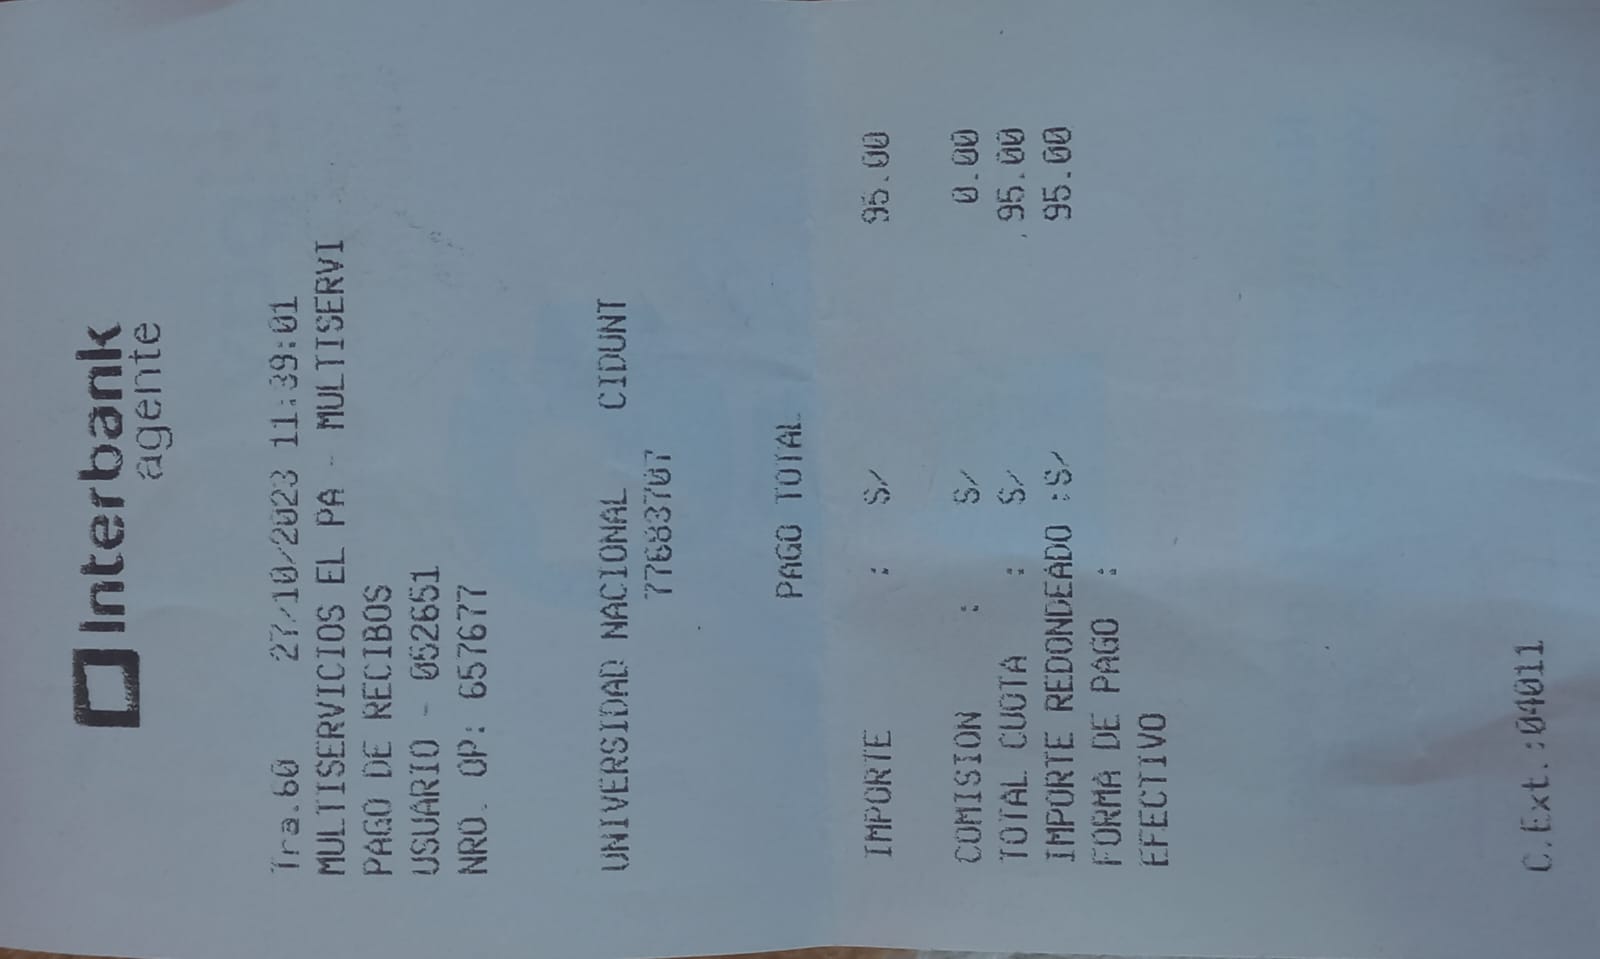 Interbank
agente
Tra.60 27/10/2023 11:39:01
MULTISERVICIOS EL PA - MULTISERVI
PAGO DE RECIBOS
USUARIO - 052651
NRO. OP: 657677
UNIVERSIDAD NACIONAL CIDUNT
77683707
PAGO TOTAL
IMPORTE : S/ 95.00
COMISION : S/ 0.00
TOTAL CUOTA : S/ 95.00
IMPORTE REDONDEADO :S/ 95.00
FORMA DE PAGO :
EFECTIVO
C.Ext.:04011